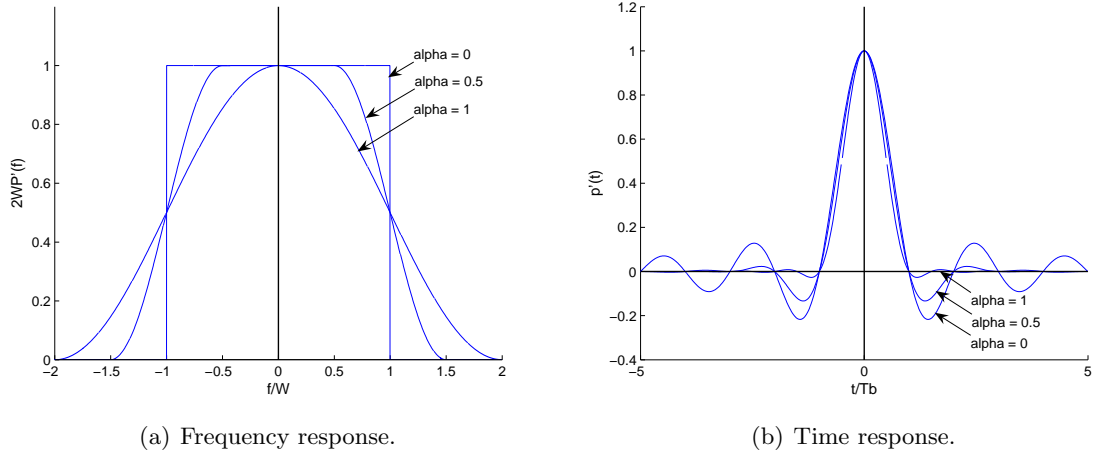 1
0.8
0.6
0.4
0.2
0
2WP'(f)
alpha = 0
alpha = 0.5
alpha = 1
−2 −1.5 −1 −0.5 0 0.5 1 1.5 2
f/W
(a) Frequency response.
1.2
1
0.8
0.6
0.4
0.2
0
−0.2
−0.4
p'(t)
alpha = 1
alpha = 0.5
alpha = 0
−5 0 5
t/Tb
(b) Time response.